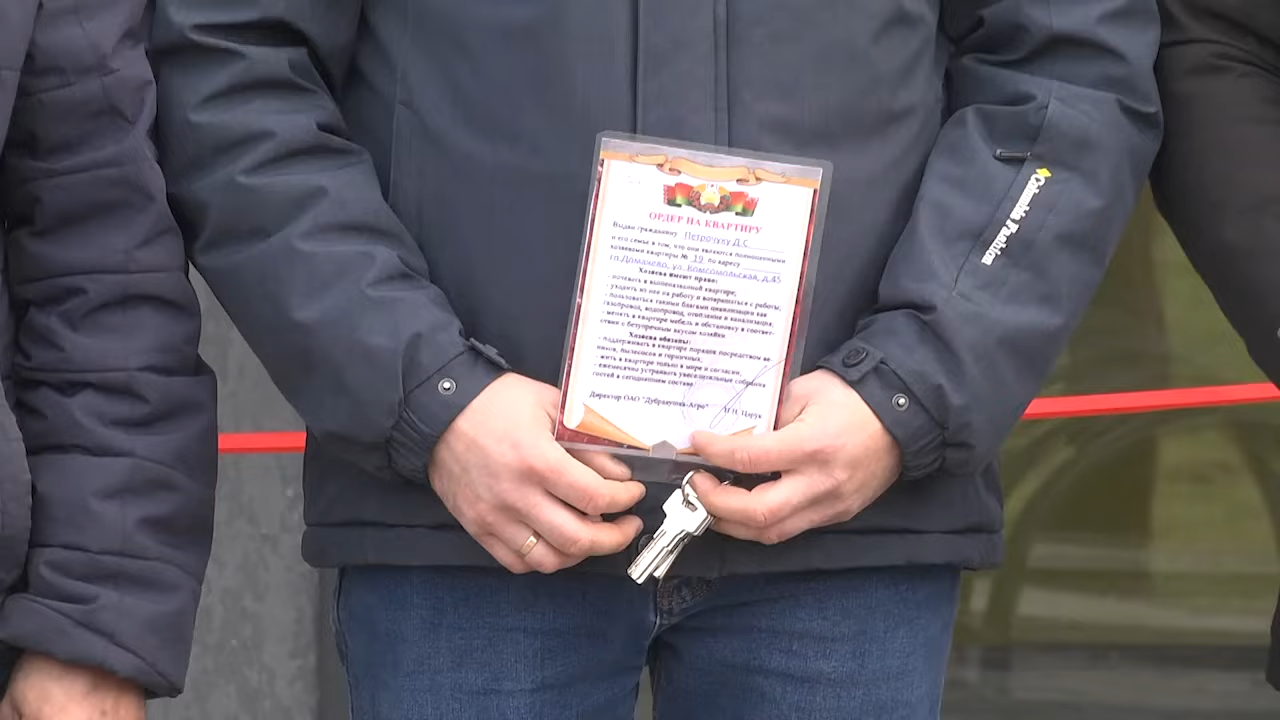 ОРДЕР НА КВАРТИРУ
Выдан гражданину Петрочуку Д.С.
и его семье в том, что они являются полноценными
хозяевами квартиры № 19 по адресу
гп.Домачево, ул. Комсомольская, д.45
Хозяева имеют право:
- ночевать в вышеназванной квартире;
- уходить из нее на работу и возвращаться с работы;
- пользоваться такими благами цивилизации как
газопровод, водопровод, отопление и канализация;
- менять в квартире мебель и обстановку в соответ-
ствии с безупречным вкусом хозяйки
Хозяева обязаны:
- поддерживать в квартире порядок посредством ве-
ников, пылесосов и горничных;
- жить в квартире только в мире и согласии;
- ежемесячно устраивать увеселительные собрания
гостей в сегодняшнем составе.
Директор ОАО "Дубравушка-Агро" Н.Н. Царук
Columbia Fashion